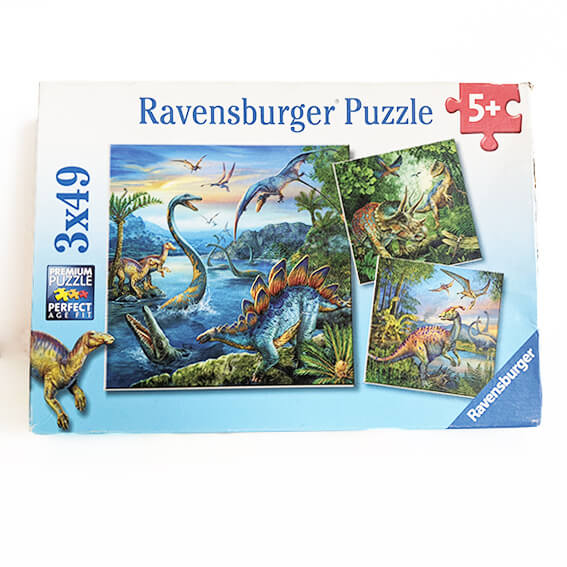 Ravensburger® Puzzle
5+
3x49
PREMIUM
PUZZLE
PERFECT
AGE FIT
Ravensburger